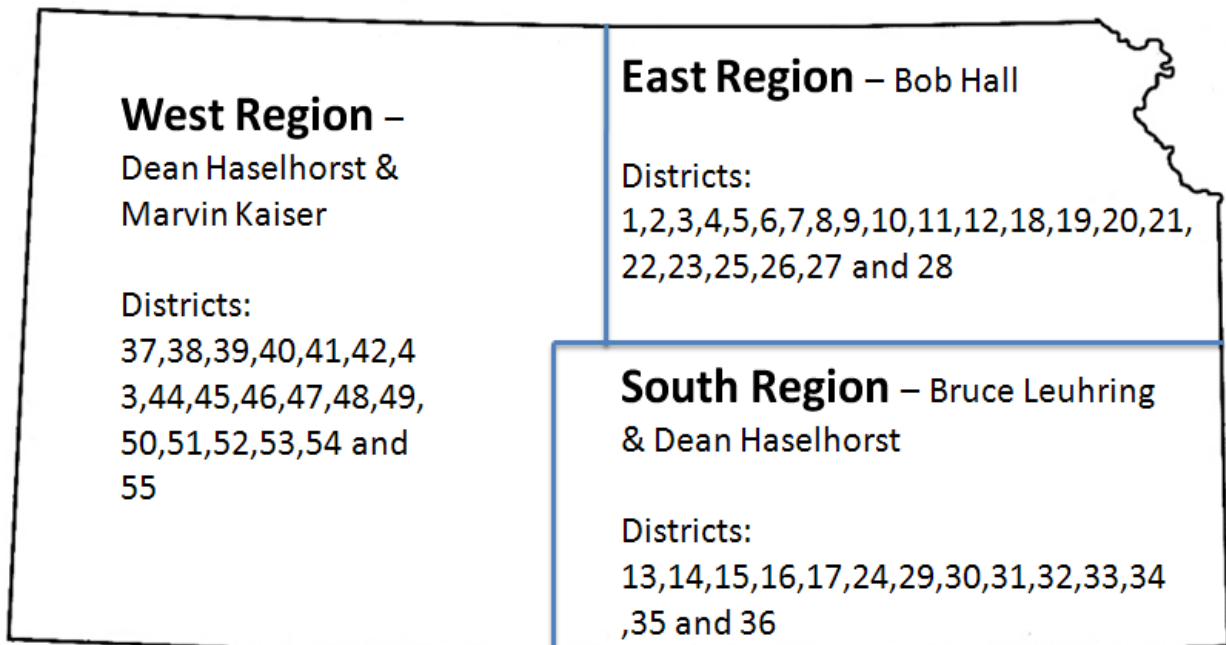 West Region –
Dean Haselhorst &
Marvin Kaiser
Districts:
37,38,39,40,41,42,4
3,44,45,46,47,48,49,
50,51,52,53,54 and
55
East Region – Bob Hall
Districts:
1,2,3,4,5,6,7,8,9,10,11,12,18,19,20,21,
22,23,25,26,27 and 28
South Region – Bruce Leuhring
& Dean Haselhorst
Districts:
13,14,15,16,17,24,29,30,31,32,33,34
,35 and 36